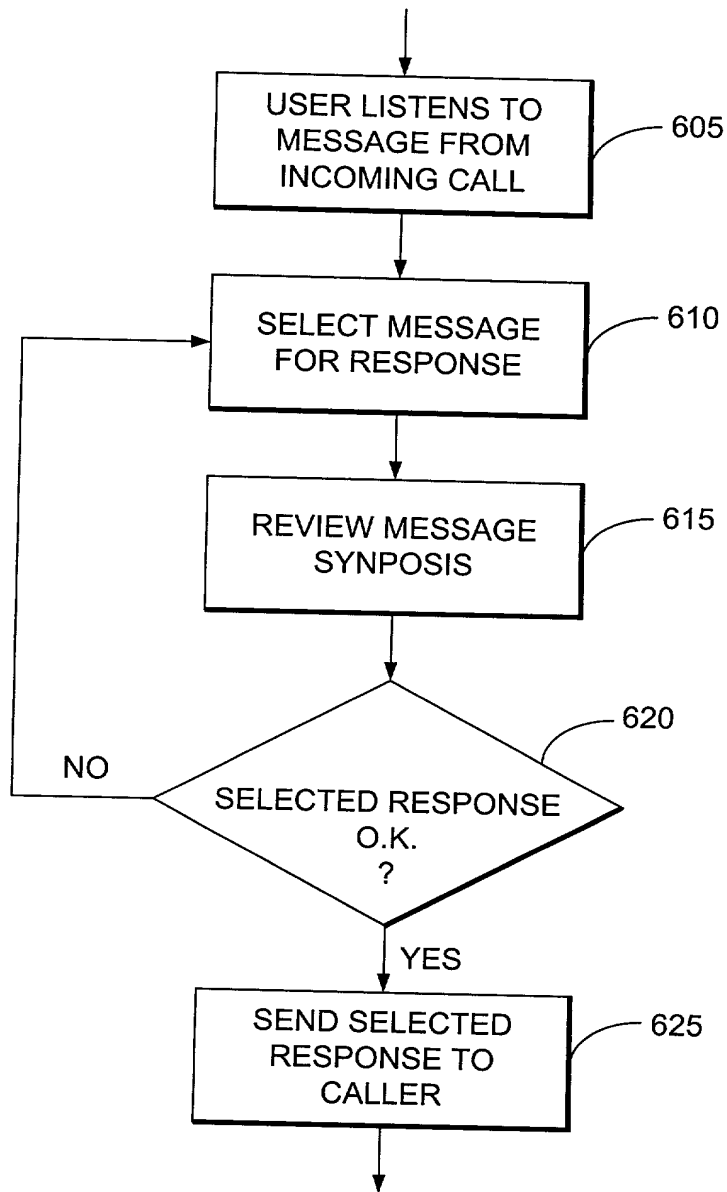 USER LISTENS TO
MESSAGE FROM
INCOMING CALL
605
SELECT MESSAGE
FOR RESPONSE
610
REVIEW MESSAGE
SYNPOSIS
615
620
NO
SELECTED RESPONSE
O.K.
?
YES
SEND SELECTED
RESPONSE TO
CALLER
625